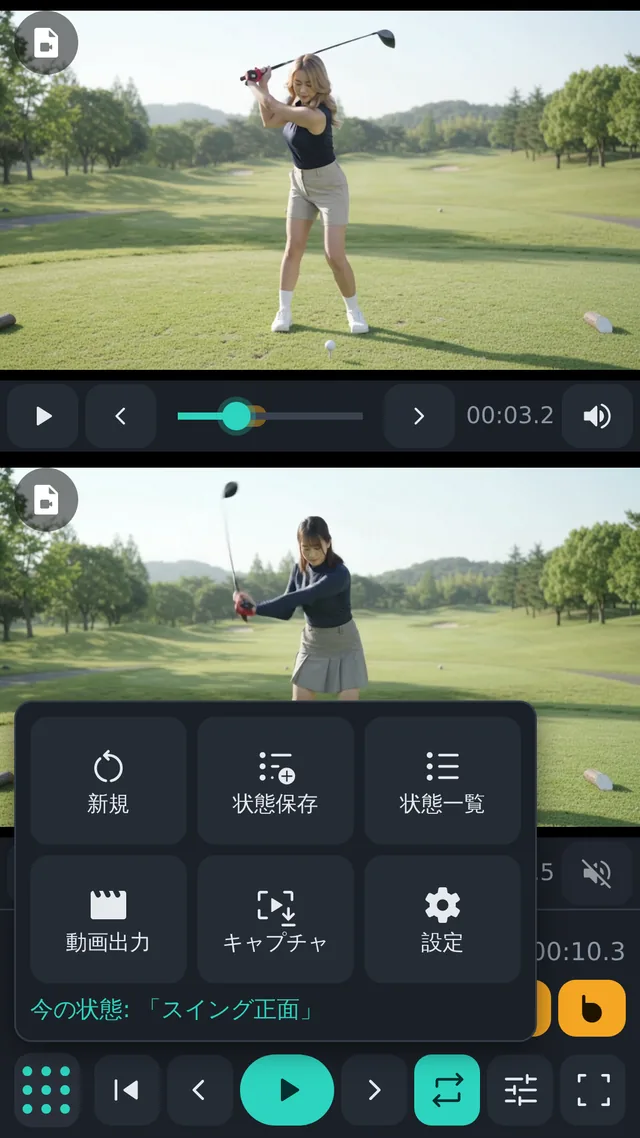 00:03.2
新規
状態保存
状態一覧
動画出力
キャプチャ
設定
.5
00:10.3
今の状態: 「スイング正面」
b